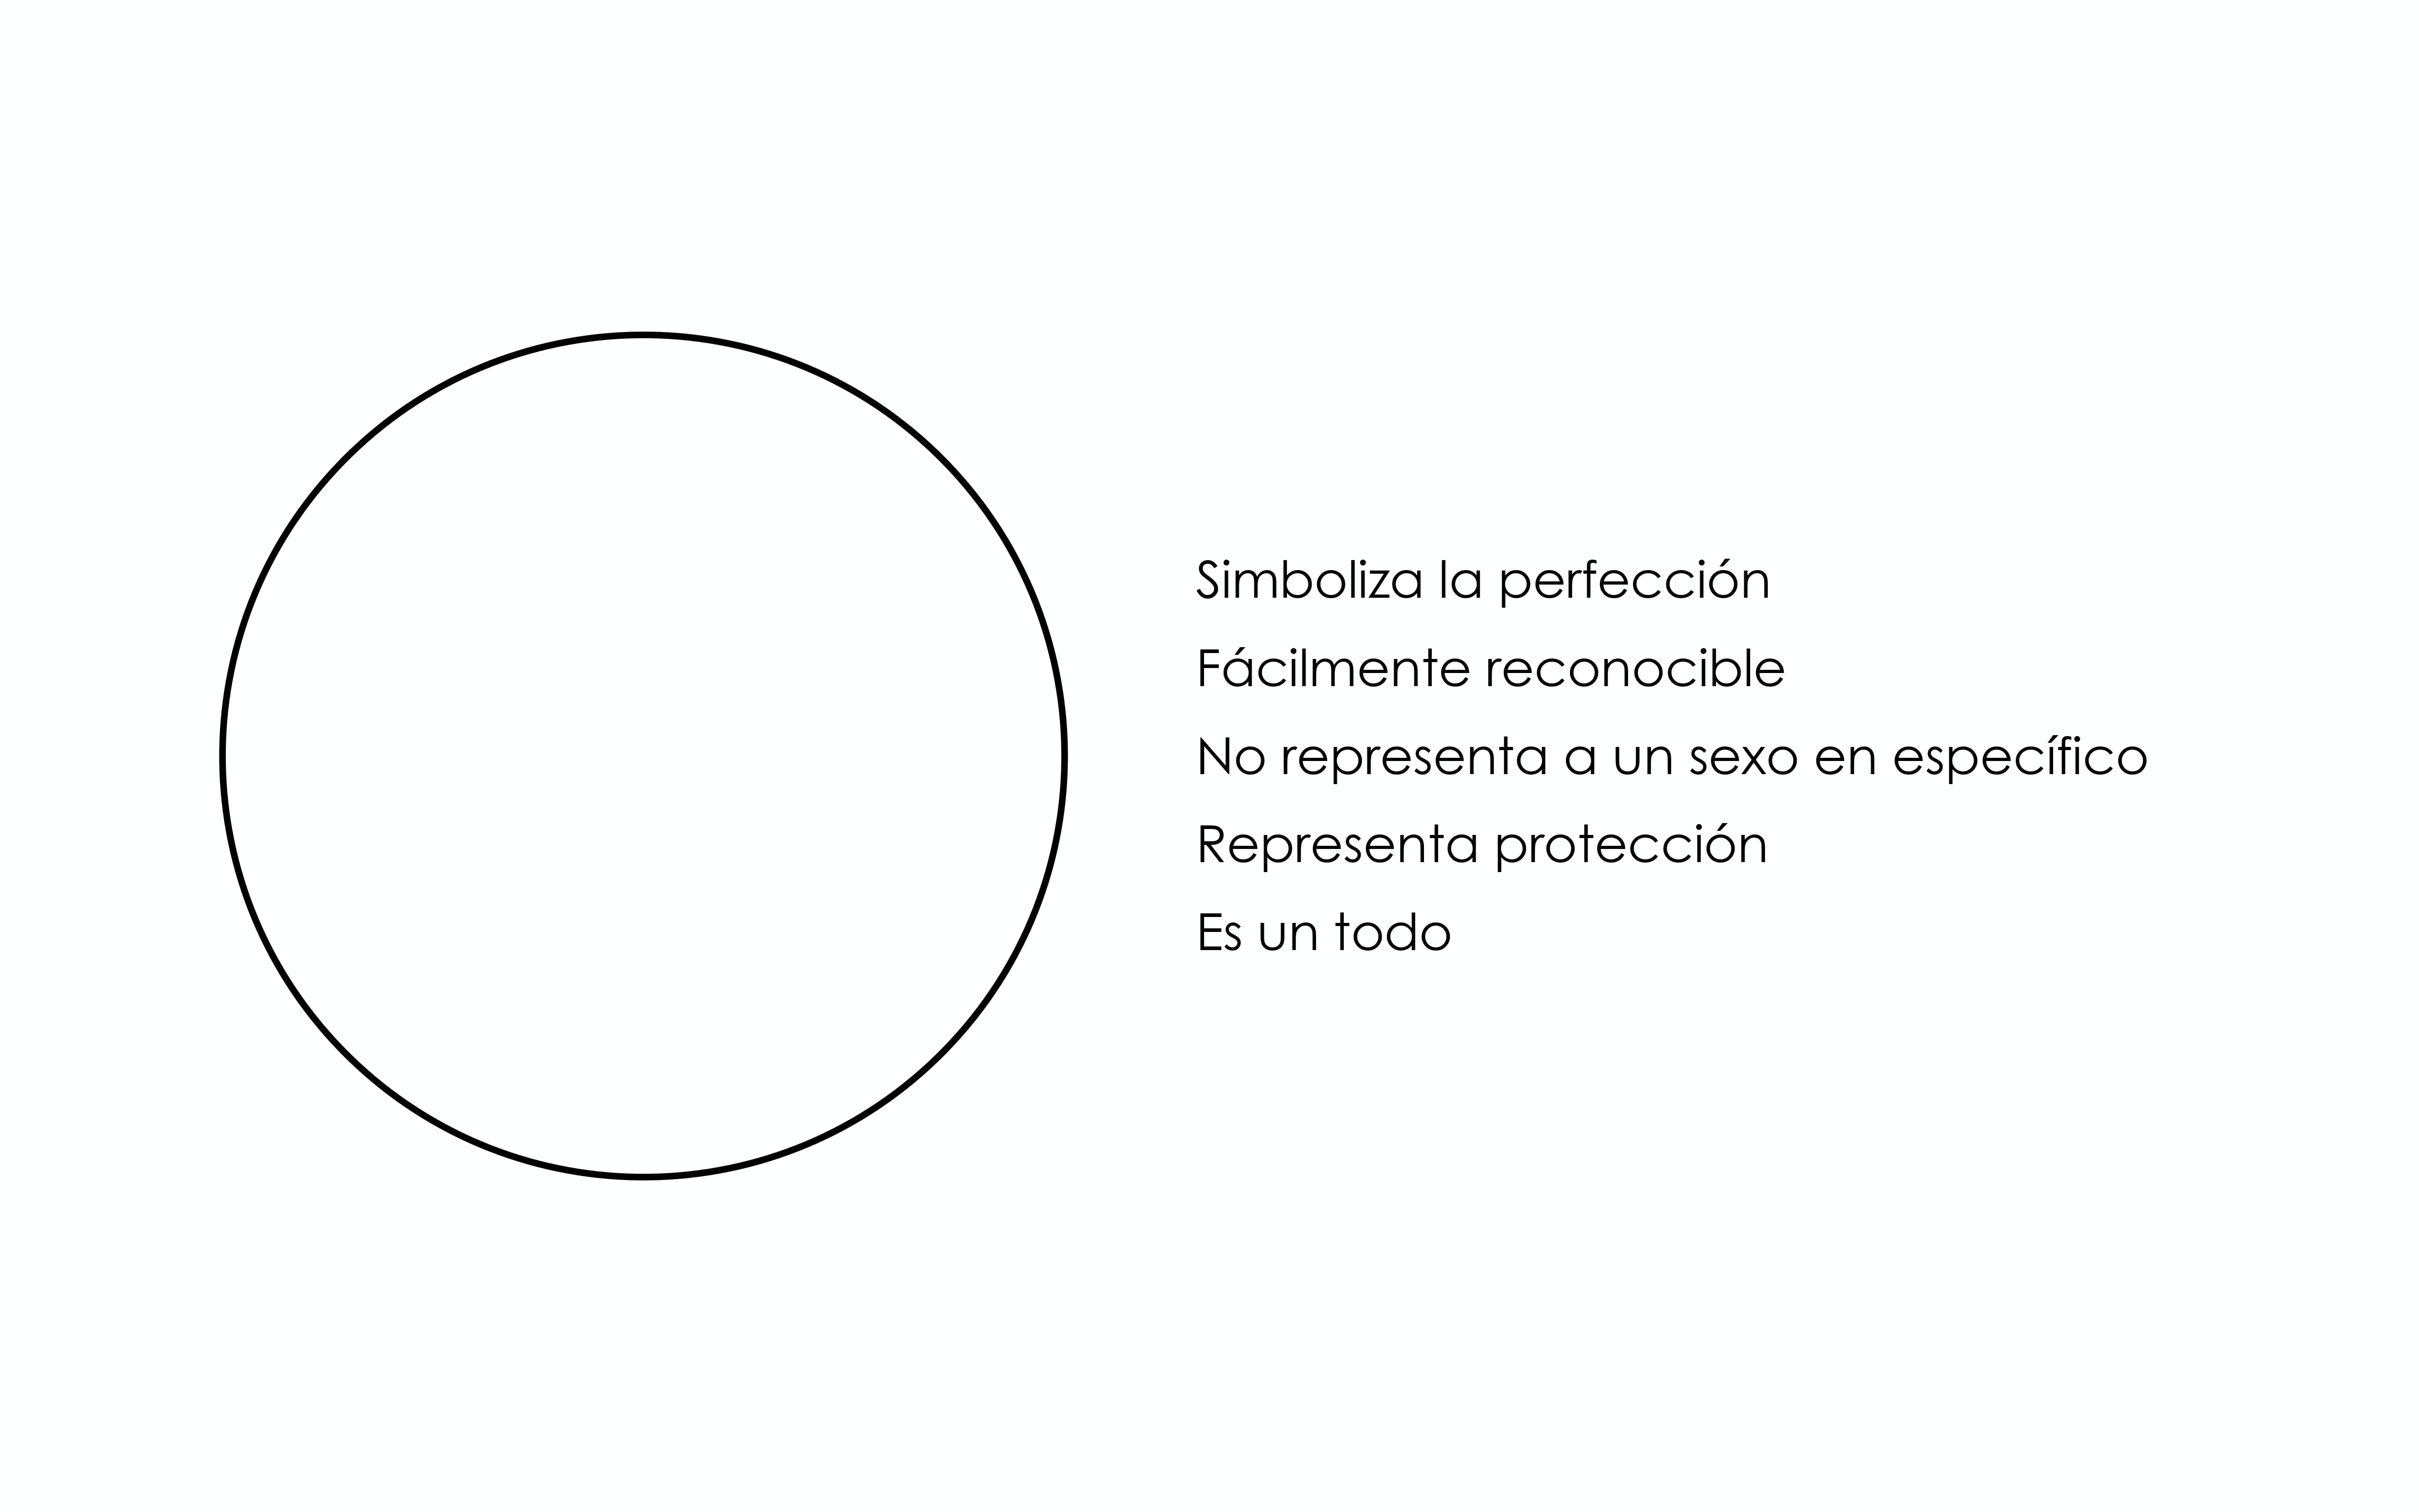 Simboliza la perfección
Fácilmente reconocible
No representa a un sexo en específico
Representa protección
Es un todo